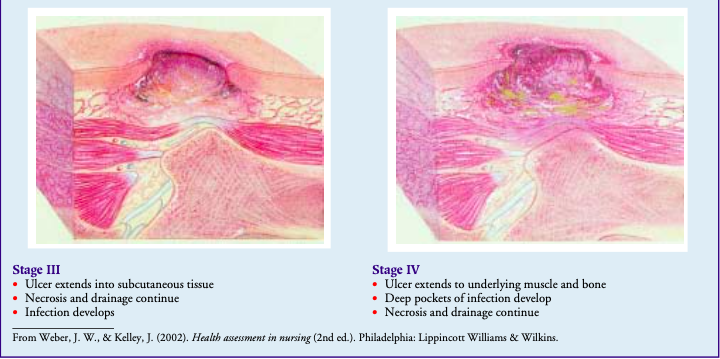 Stage III
• Ulcer extends into subcutaneous tissue
• Necrosis and drainage continue
• Infection develops
Stage IV
• Ulcer extends to underlying muscle and bone
• Deep pockets of infection develop
• Necrosis and drainage continue
From Weber, J. W., & Kelley, J. (2002). Health assessment in nursing (2nd ed.). Philadelphia: Lippincott Williams & Wilkins.